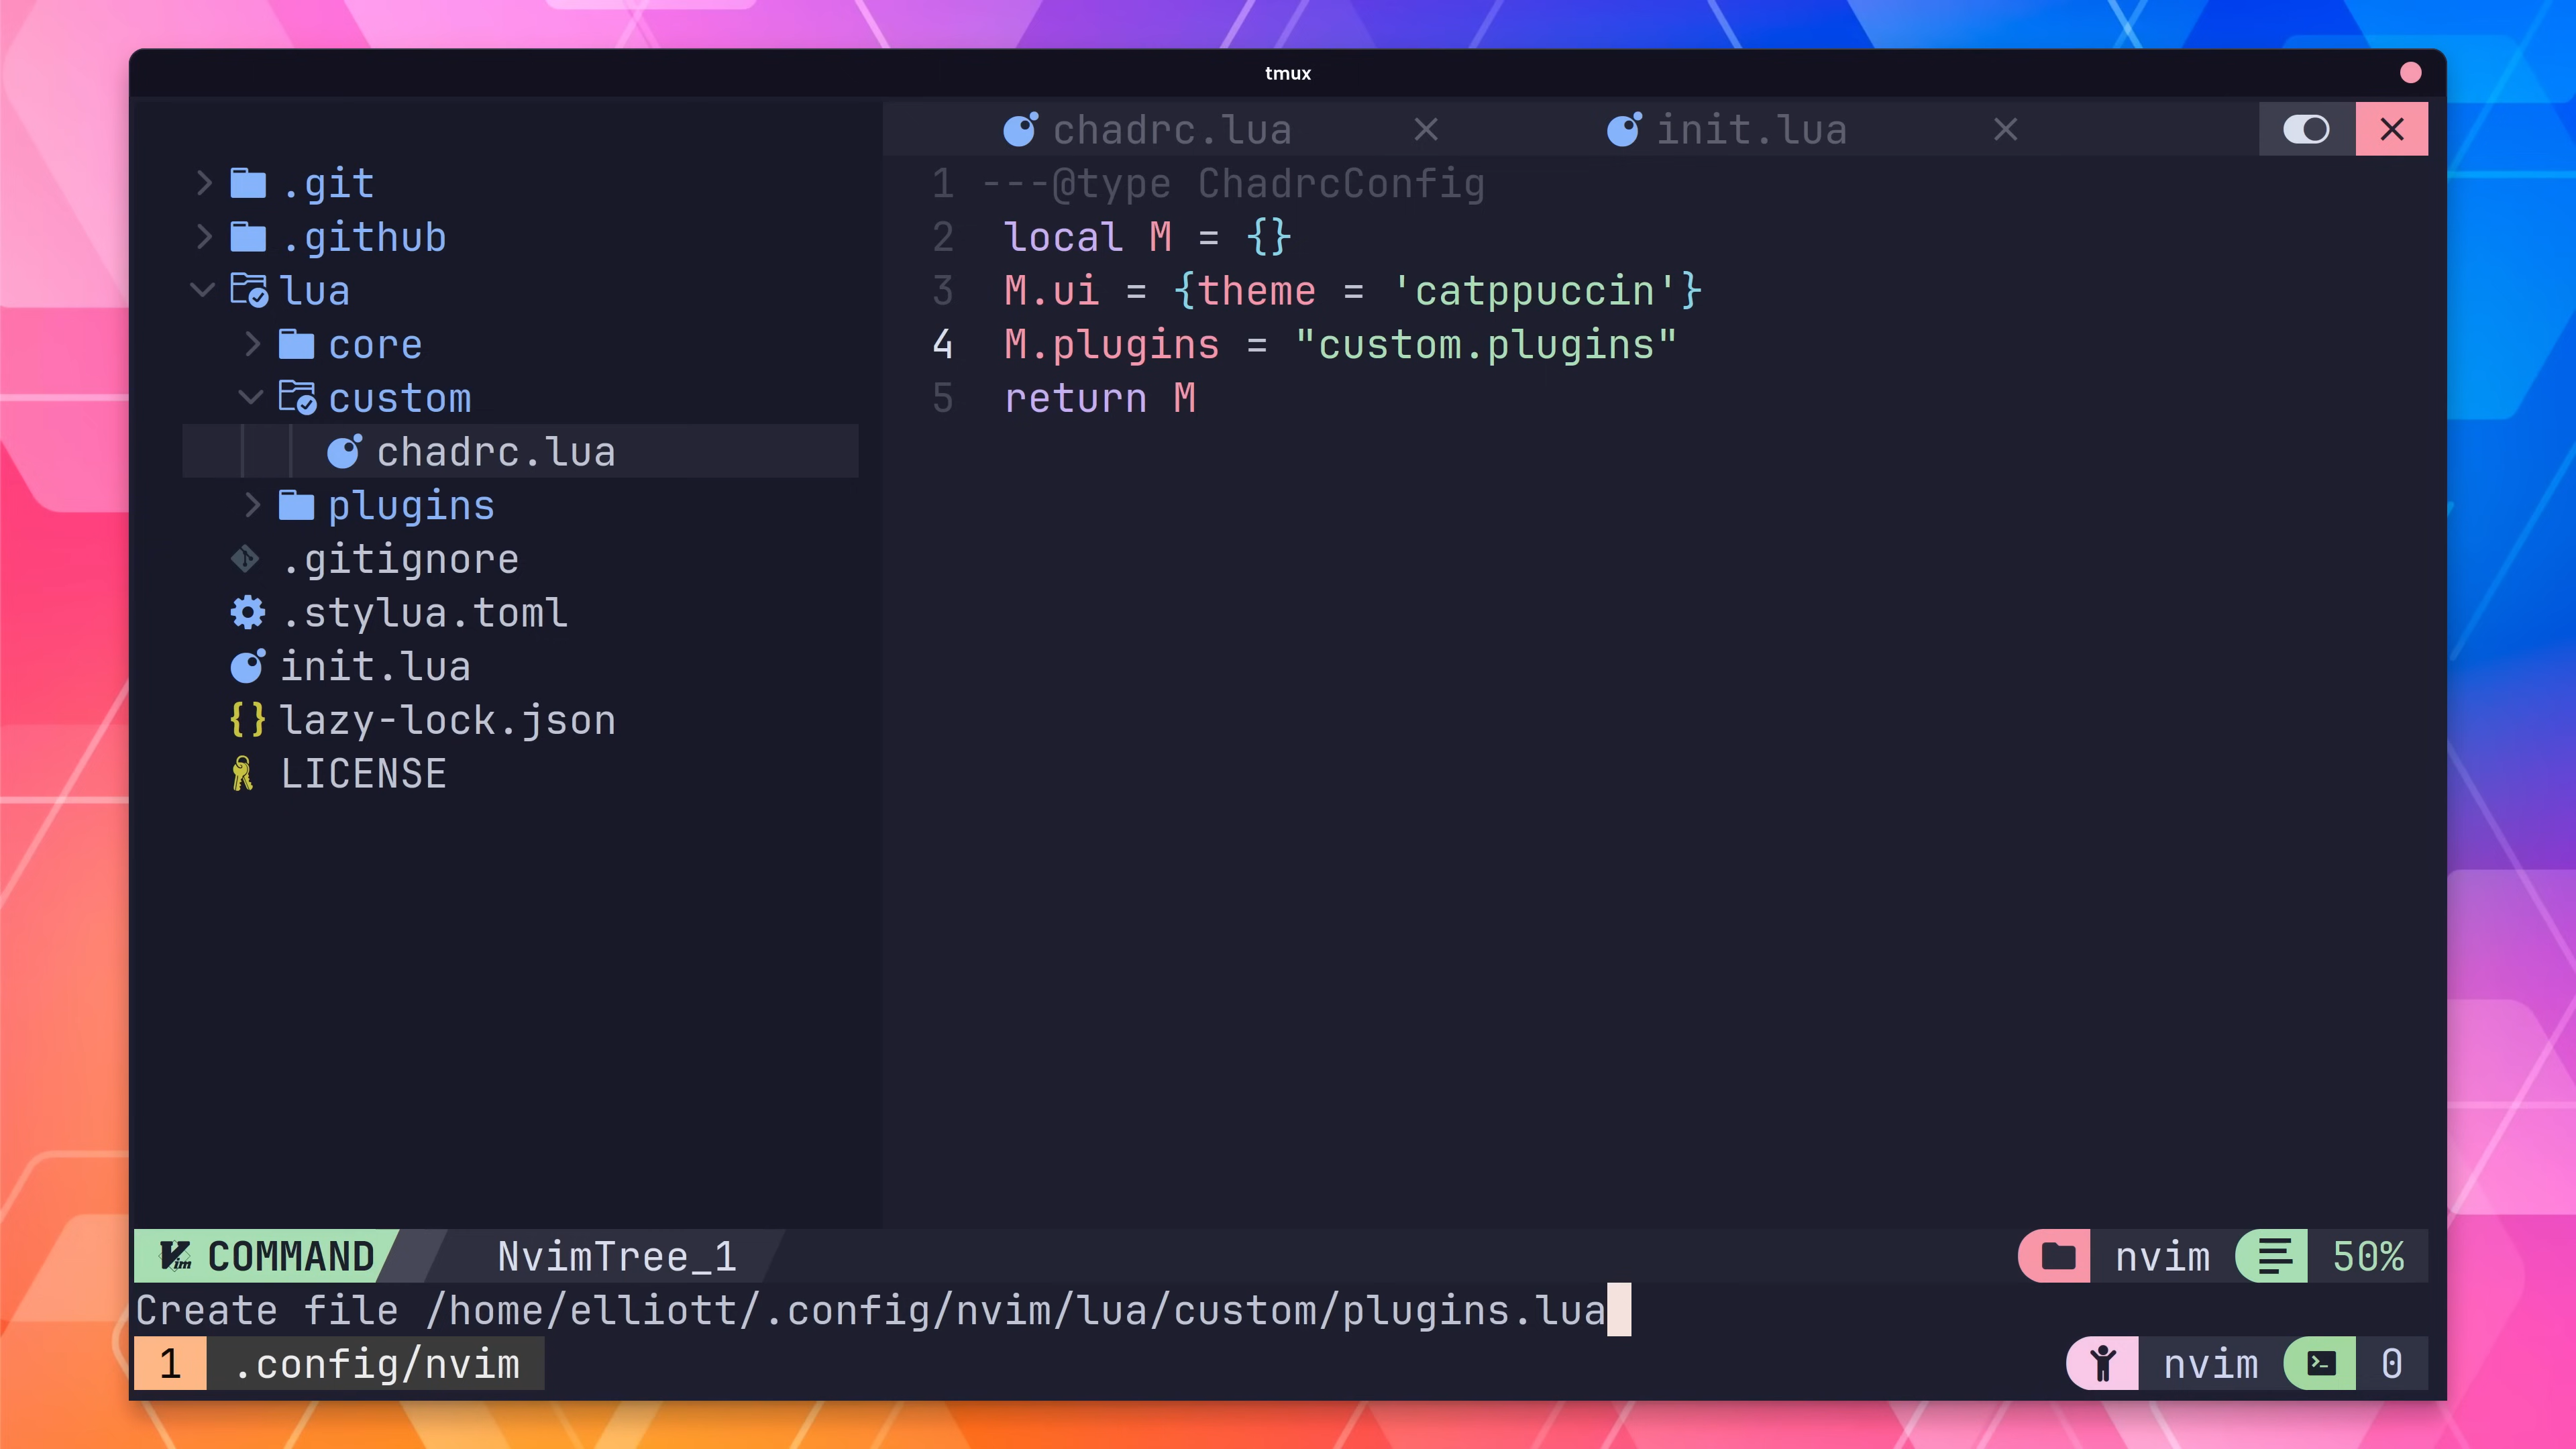 tmux
.git
.github
lua
core
custom
chadrc.lua
plugins
.gitignore
.stylua.toml
init.lua
lazy-lock.json
LICENSE
chadrc.lua init.lua
1 ---@type ChadrcConfig
2 local M = {}
3 M.ui = {theme = 'catppuccin'}
4 M.plugins = "custom.plugins"
5 return M
COMMAND NvimTree_1 nvim 50%
Create file /home/elliott/.config/nvim/lua/custom/plugins.lua
1 .config/nvim nvim 0